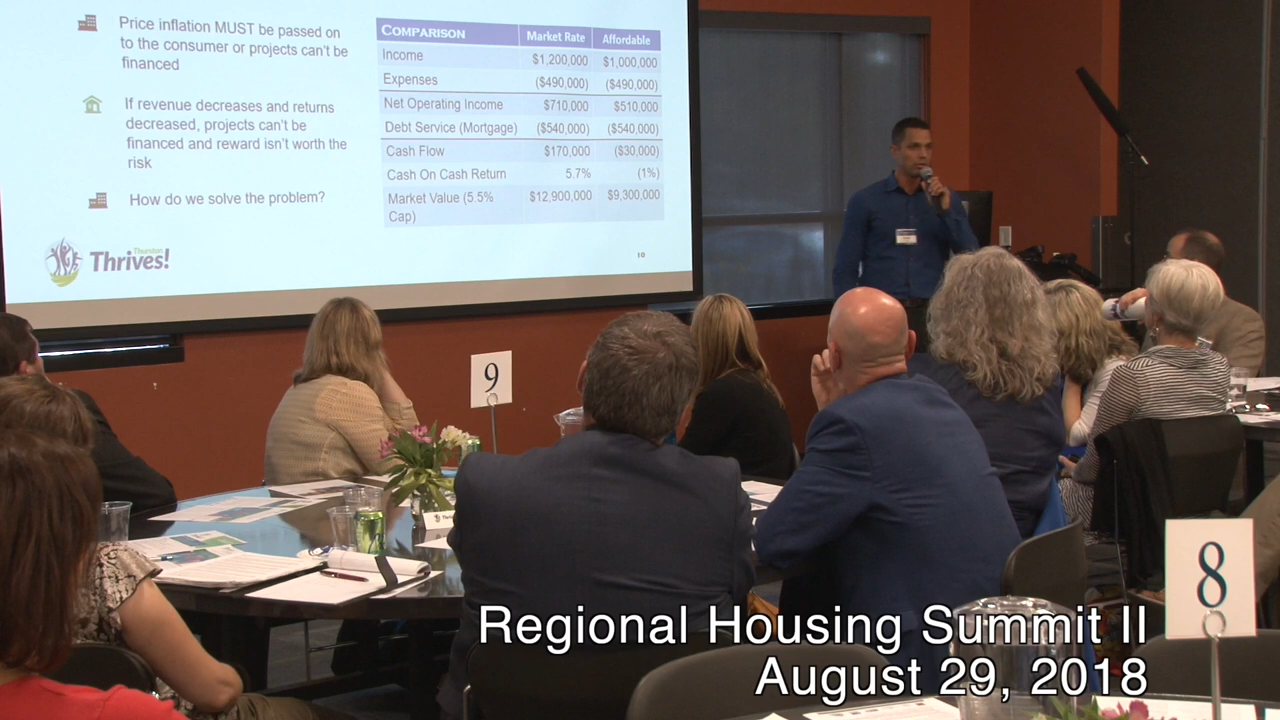 Price inflation MUST be passed on
to the consumer or projects can't be
financed
If revenue decreases and returns
decreased, projects can't be
financed and reward isn't worth the
risk
How do we solve the problem?
Thurston
Thrives!
COMPARISON Market Rate Affordable
Income $1,200,000 $1,000,000
Expenses ($490,000) ($490,000)
Net Operating Income $710,000 $510,000
Debt Service (Mortgage) ($540,000) ($540,000)
Cash Flow $170,000 ($30,000)
Cash On Cash Return 5.7% (1%)
Market Value (5.5% $12,900,000 $9,300,000
Cap)
10
9
8
Regional Housing Summit II
August 29, 2018